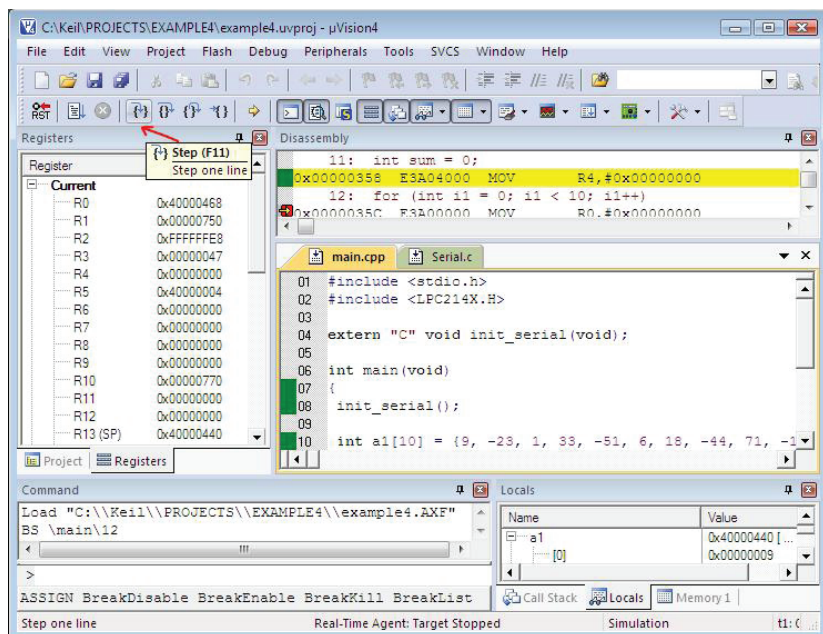 C:\Keil\PROJECTS\EXAMPLE4\example4.uvproj - µVision4
File Edit View Project Flash Debug Peripherals Tools SVCS Window Help
RST
Registers
Register
Current
R0 0x40000468
R1 0x00000750
R2 0xFFFFFFE8
R3 0x00000047
R4 0x00000000
R5 0x40000004
R6 0x00000000
R7 0x00000000
R8 0x00000000
R9 0x00000000
R10 0x00000770
R11 0x00000000
R12 0x00000000
R13 (SP) 0x40000440
Project Registers
{} Step (F11)
Step one line
Disassembly
11: int sum = 0;
0x00000358 E3A04000 MOV R4,#0x00000000
12: for (int i1 = 0; i1 < 10; i1++)
0x0000035C E3A00000 MOV R0,#0x00000000
main.cpp Serial.c
01 #include <stdio.h>
02 #include <LPC214X.H>
03
04 extern "C" void init_serial(void);
05
06 int main(void)
07 {
08 init_serial();
09
10 int a1[10] = {9, -23, 1, 33, -51, 6, 18, -44, 71, -1
Command
Load "C:\\Keil\\PROJECTS\\EXAMPLE4\\example4.AXF"
BS \main\12
>
ASSIGN BreakDisable BreakEnable BreakKill BreakList
Locals
Name Value
a1 0x40000440 [ ...
[0] 0x00000009
Call Stack Locals Memory 1
Step one line Real-Time Agent: Target Stopped Simulation t1: (